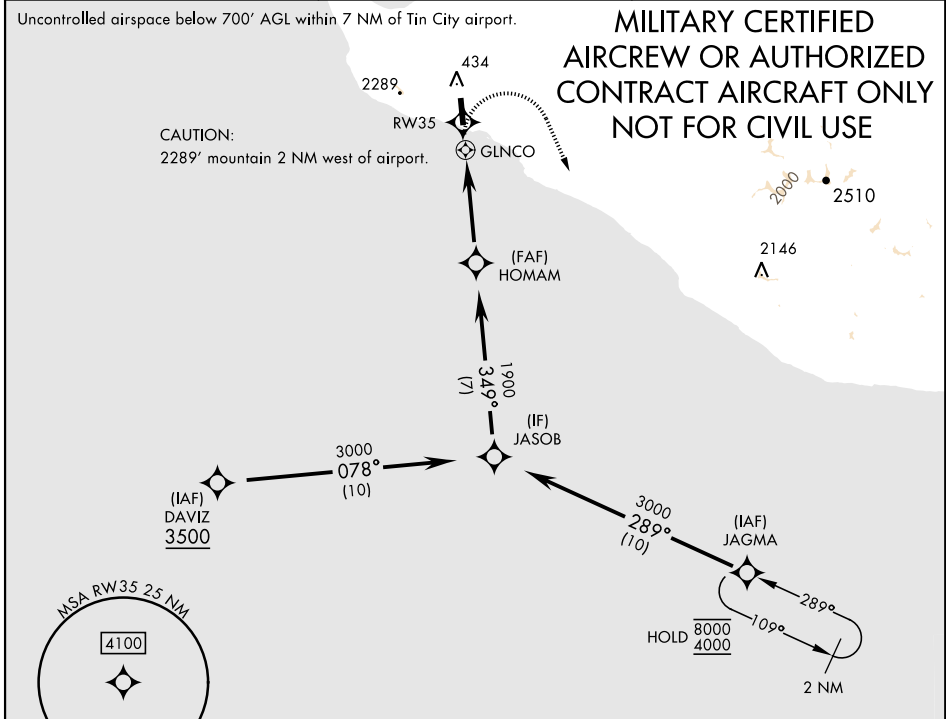 Uncontrolled airspace below 700' AGL within 7 NM of Tin City airport.
MILITARY CERTIFIED
AIRCREW OR AUTHORIZED
CONTRACT AIRCRAFT ONLY
NOT FOR CIVIL USE
434
2289
RW35
CAUTION:
2289' mountain 2 NM west of airport.
GLNCO
2000
2510
2146
(FAF)
HOMAM
1900
349°
(7)
(IF)
JASOB
3000
078°
(10)
(IAF)
DAVIZ
3500
3000
289°
(10)
(IAF)
JAGMA
289°
109°
HOLD 8000
4000
2 NM
MSA RW35 25 NM
4100